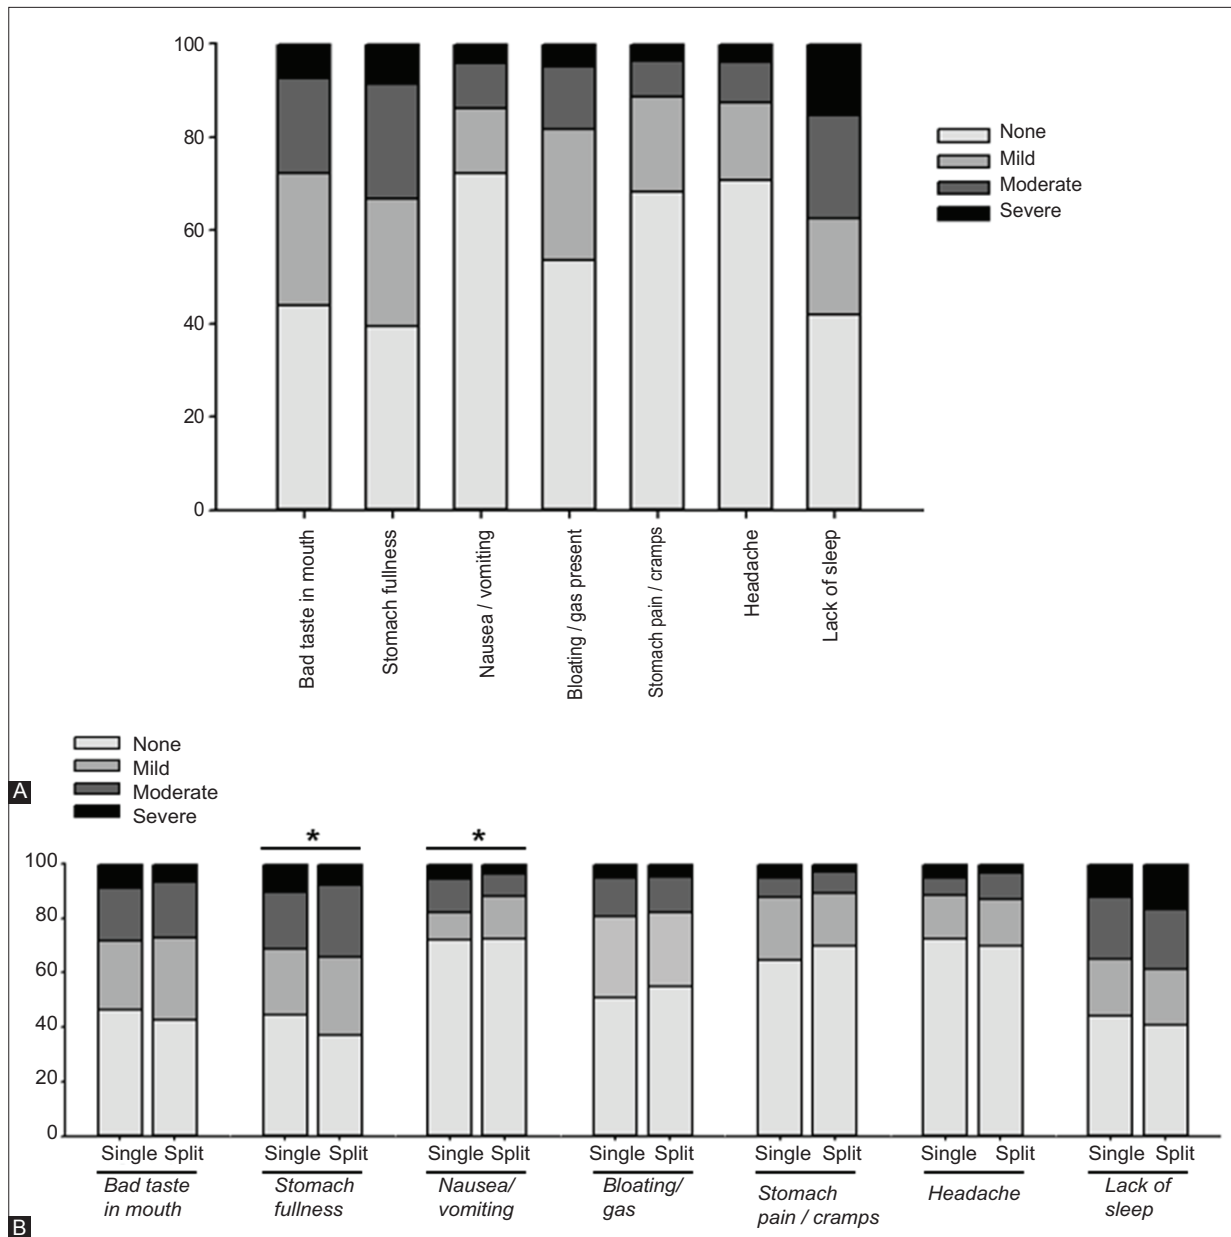 100
80
60
40
20
0
None
Mild
Moderate
Severe
Bad taste in mouth
Stomach fullness
Nausea / vomiting
Bloating / gas present
Stomach pain / cramps
Headache
Lack of sleep
A
None
Mild
Moderate
Severe
* *
100
80
60
40
20
0
Single Split Single Split Single Split Single Split Single Split Single Split Single Split
Bad taste
in mouth
Stomach
fullness
Nausea/
vomiting
Bloating/
gas
Stomach
pain / cramps
Headache
Lack of
sleep
B